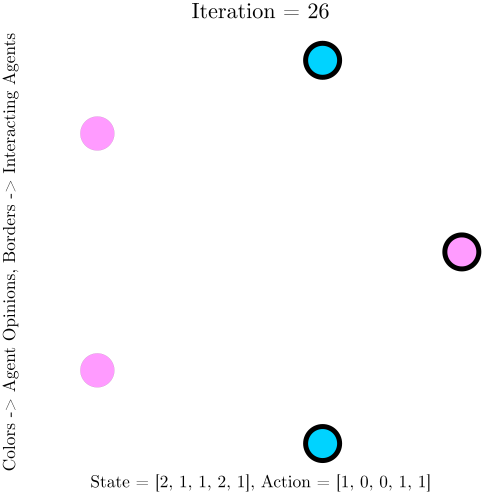 Iteration = 26
Colors -> Agent Opinions, Borders -> Interacting Agents
State = [2, 1, 1, 2, 1], Action = [1, 0, 0, 1, 1]